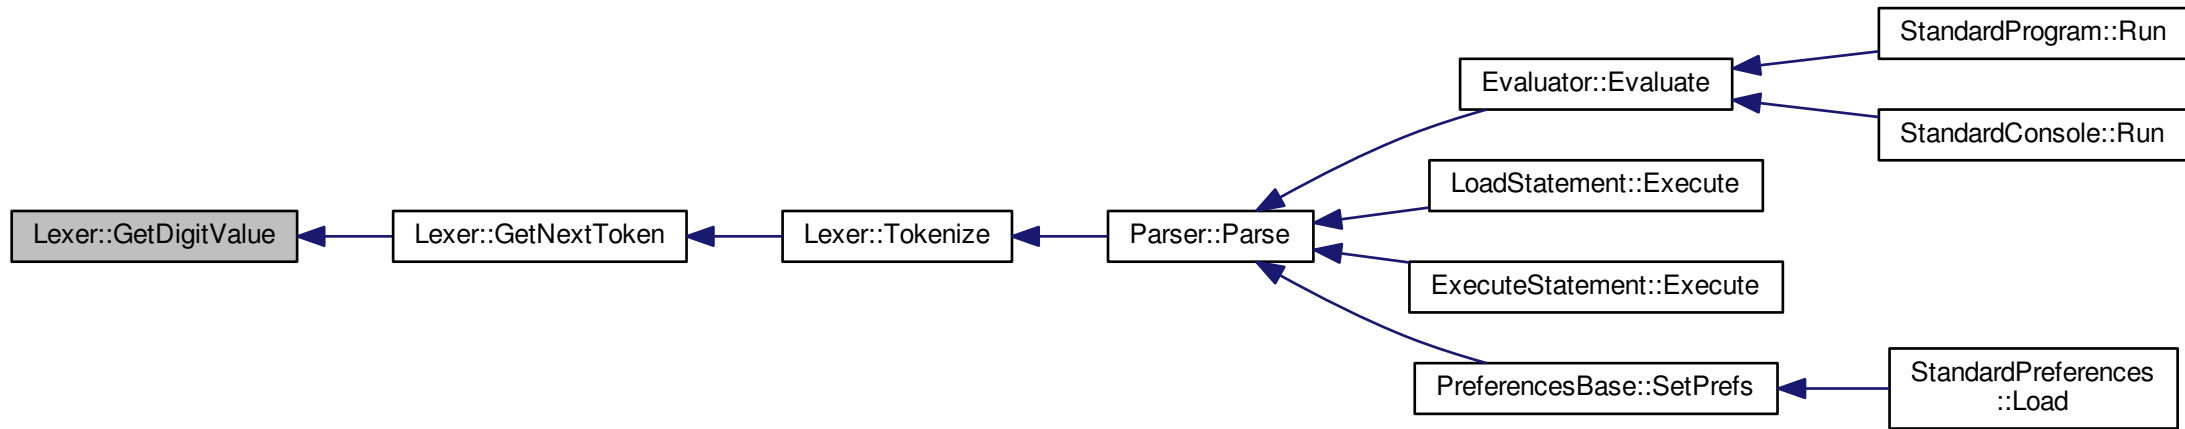 StandardProgram::Run
Evaluator::Evaluate
StandardConsole::Run
LoadStatement::Execute
Lexer::GetDigitValue
Lexer::GetNextToken
Lexer::Tokenize
Parser::Parse
ExecuteStatement::Execute
PreferencesBase::SetPrefs
StandardPreferences
::Load